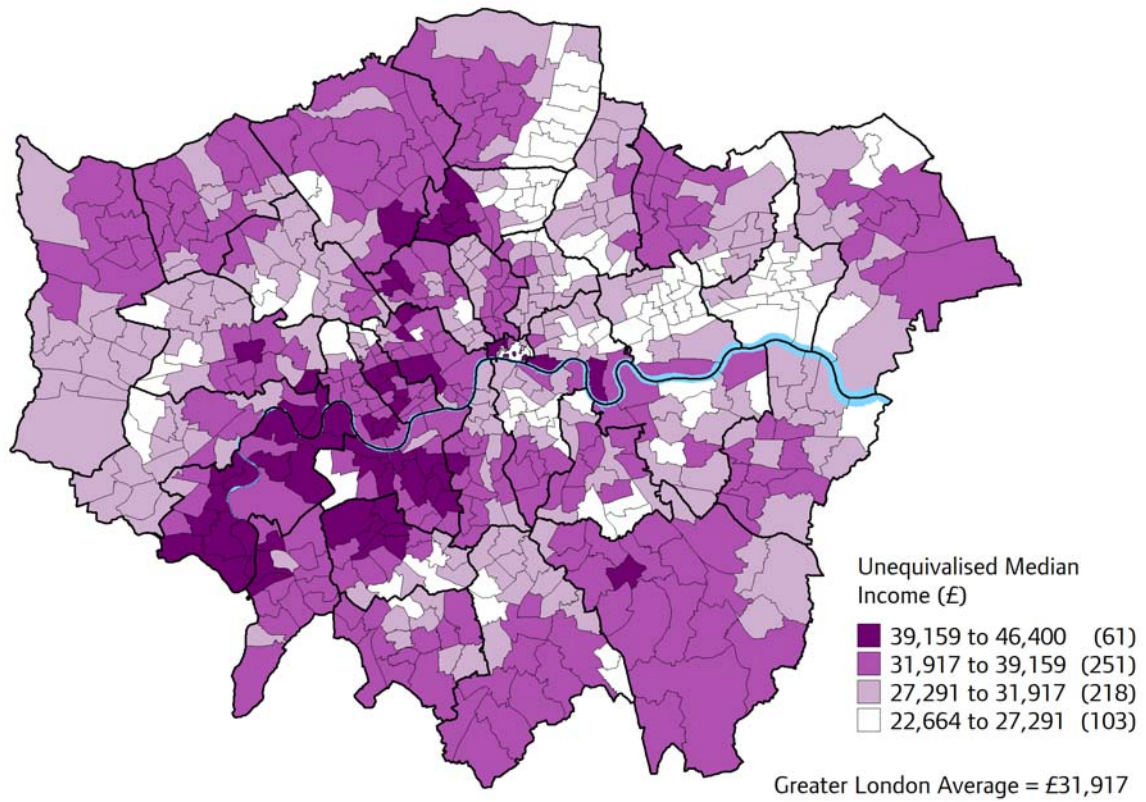 Unequivalised Median
Income (£)
39,159 to 46,400 (61)
31,917 to 39,159 (251)
27,291 to 31,917 (218)
22,664 to 27,291 (103)
Greater London Average = £31,917